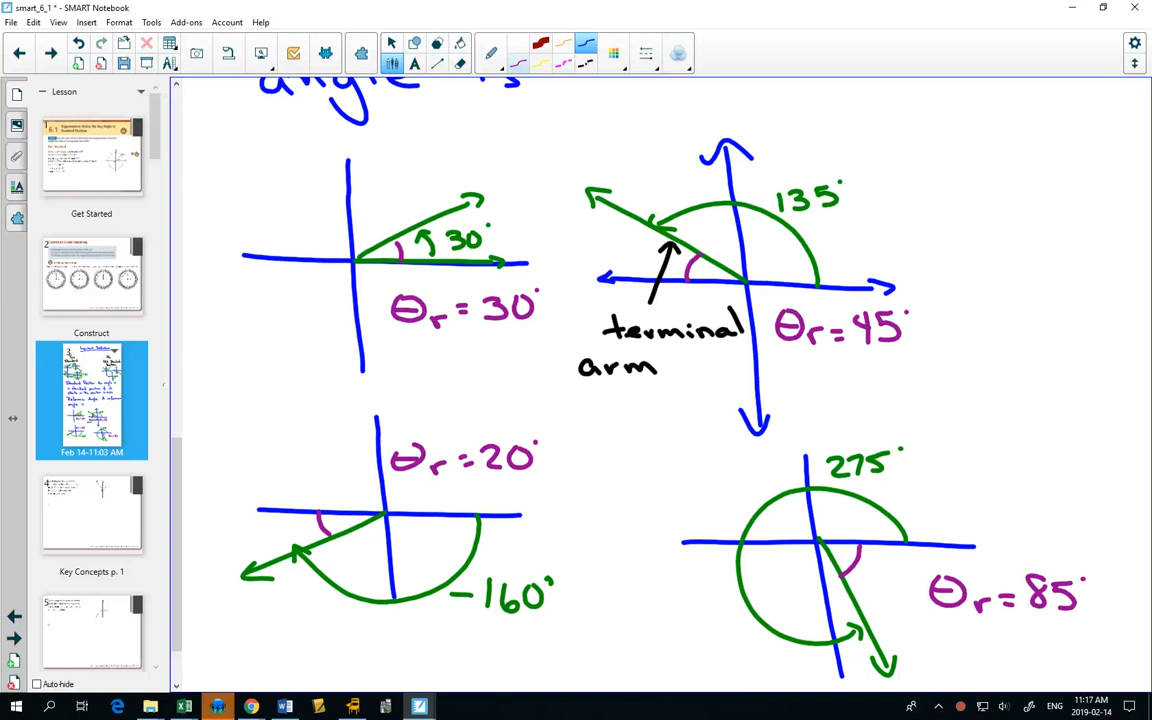 smart_6_1 * - SMART Notebook
File Edit View Insert Format Tools Add-ons Account Help
Lesson
Get Started
Construct
Feb 14-11:03 AM
Key Concepts p. 1
Auto-hide
angle is
30°
θr = 30°
135°
terminal
arm
θr = 45°
θr = 20°
-160°
275°
θr = 85°
ENG
11:17 AM
2019-02-14